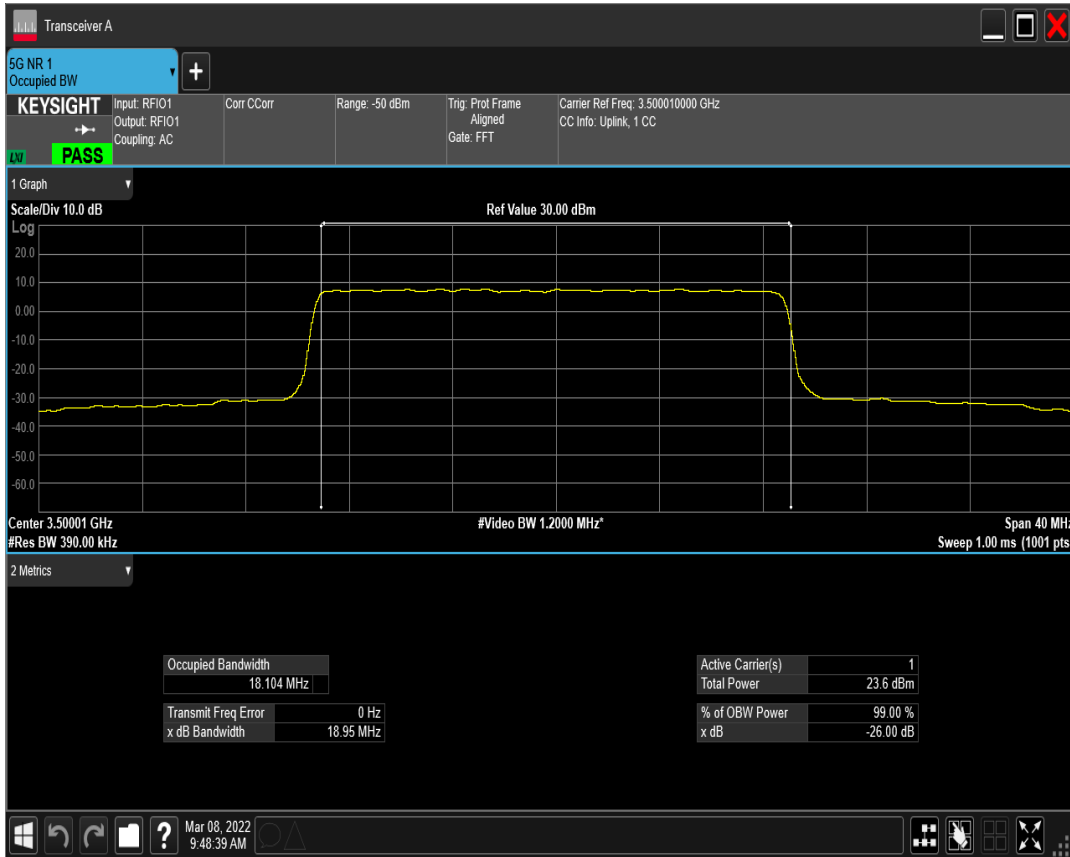 Transceiver A
5G NR 1
Occupied BW
KEYSIGHT
LXI PASS
Input: RFIO1
Output: RFIO1
Coupling: AC
Corr CCorr
Range: -50 dBm
Trig: Prot Frame
Aligned
Gate: FFT
Carrier Ref Freq: 3.500010000 GHz
CC Info: Uplink, 1 CC
1 Graph
Scale/Div 10.0 dB
Ref Value 30.00 dBm
Log
20.0
10.0
0.00
-10.0
-20.0
-30.0
-40.0
-50.0
-60.0
Center 3.50001 GHz
#Video BW 1.2000 MHz*
Span 40 MHz
#Res BW 390.00 kHz
Sweep 1.00 ms (1001 pts
2 Metrics
Occupied Bandwidth
18.104 MHz
Transmit Freq Error 0 Hz
x dB Bandwidth 18.95 MHz
Active Carrier(s) 1
Total Power 23.6 dBm
% of OBW Power 99.00 %
x dB -26.00 dB
?
Mar 08, 2022
9:48:39 AM